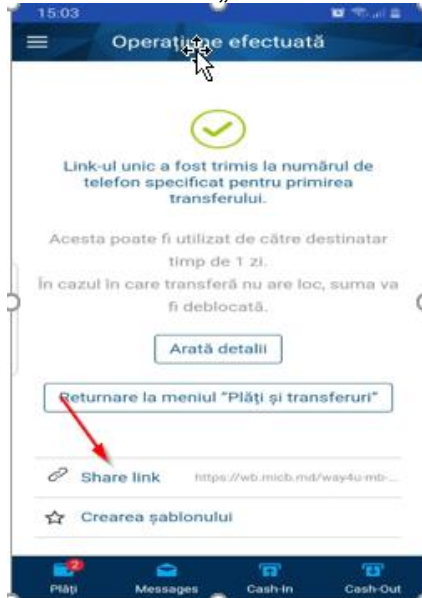 15:03
Operațiune efectuată
Link-ul unic a fost trimis la numărul de
telefon specificat pentru primirea
transferului.
Acesta poate fi utilizat de către destinatar
timp de 1 zi.
În cazul în care transferă nu are loc, suma va
fi deblocată.
Arată detalii
Returnare la meniul "Plăți și transferuri"
Share link https://wb.micb.md/way4u-mb-...
Crearea șablonului
2
Plăți Messages Cash-In Cash-Out